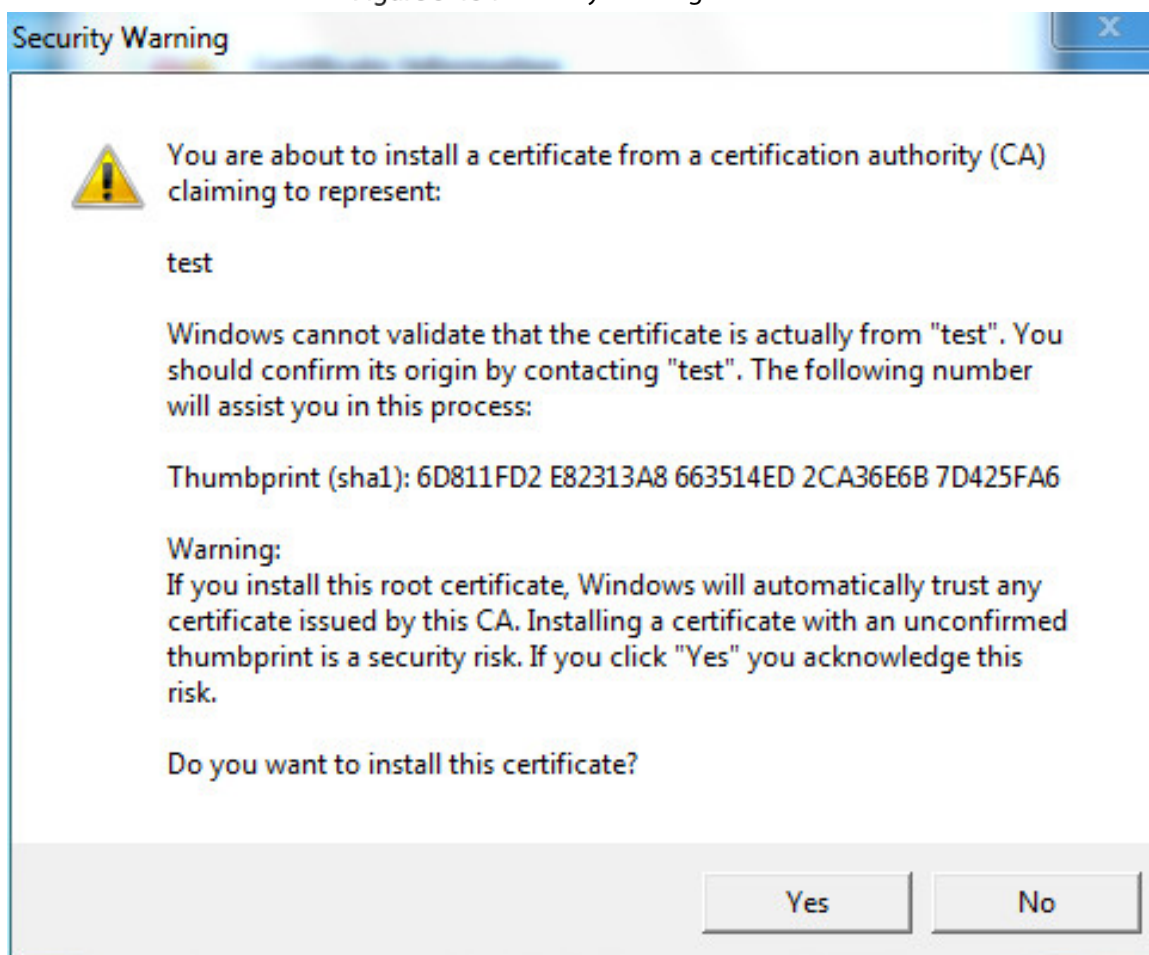 Security Warning
You are about to install a certificate from a certification authority (CA)
claiming to represent:
test
Windows cannot validate that the certificate is actually from "test". You
should confirm its origin by contacting "test". The following number
will assist you in this process:
Thumbprint (sha1): 6D811FD2 E82313A8 663514ED 2CA36E6B 7D425FA6
Warning:
If you install this root certificate, Windows will automatically trust any
certificate issued by this CA. Installing a certificate with an unconfirmed
thumbprint is a security risk. If you click "Yes" you acknowledge this
risk.
Do you want to install this certificate?
Yes
No